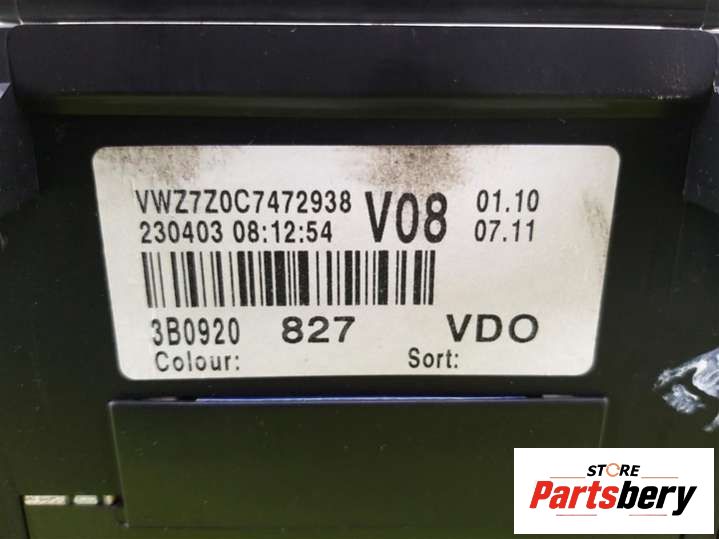 VWZ7Z0C7472938 V08 01.10
230403 08:12:54 07.11
3B0920 827 VDO
Colour: Sort:
STORE
Partsbery